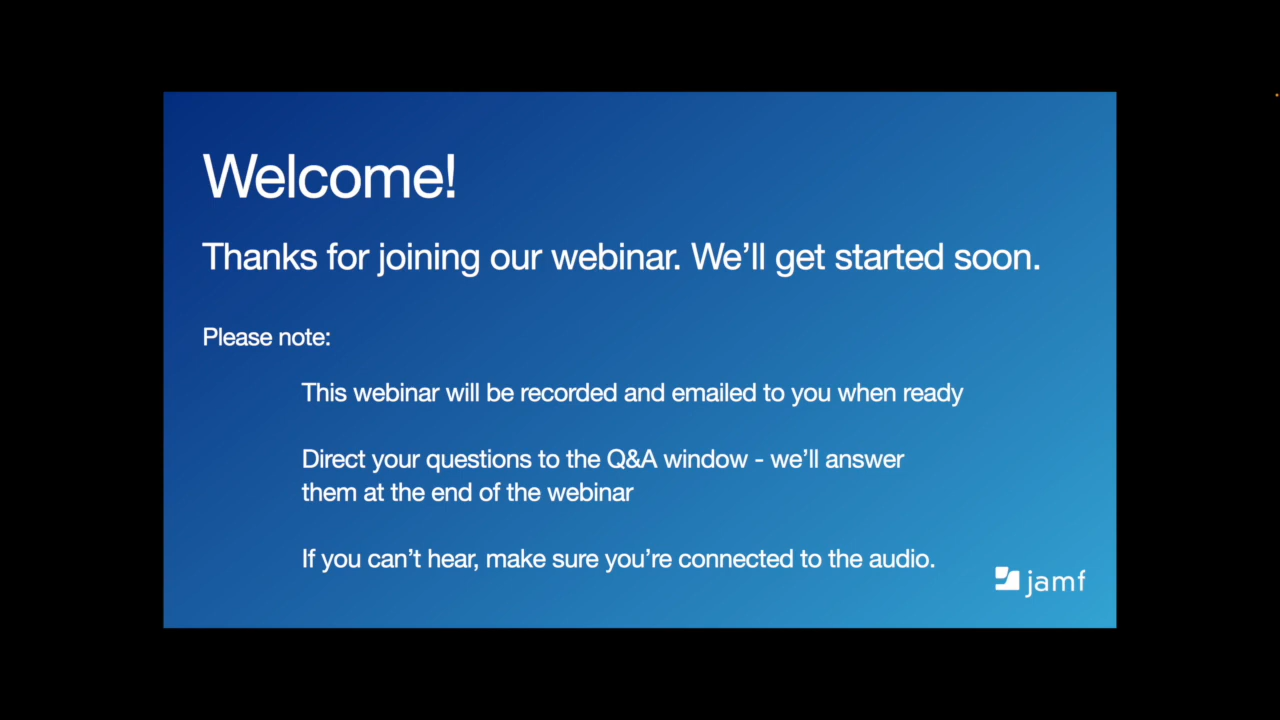 Welcome!
Thanks for joining our webinar. We’ll get started soon.
Please note:
This webinar will be recorded and emailed to you when ready
Direct your questions to the Q&A window - we’ll answer
them at the end of the webinar
If you can’t hear, make sure you’re connected to the audio.
jamf